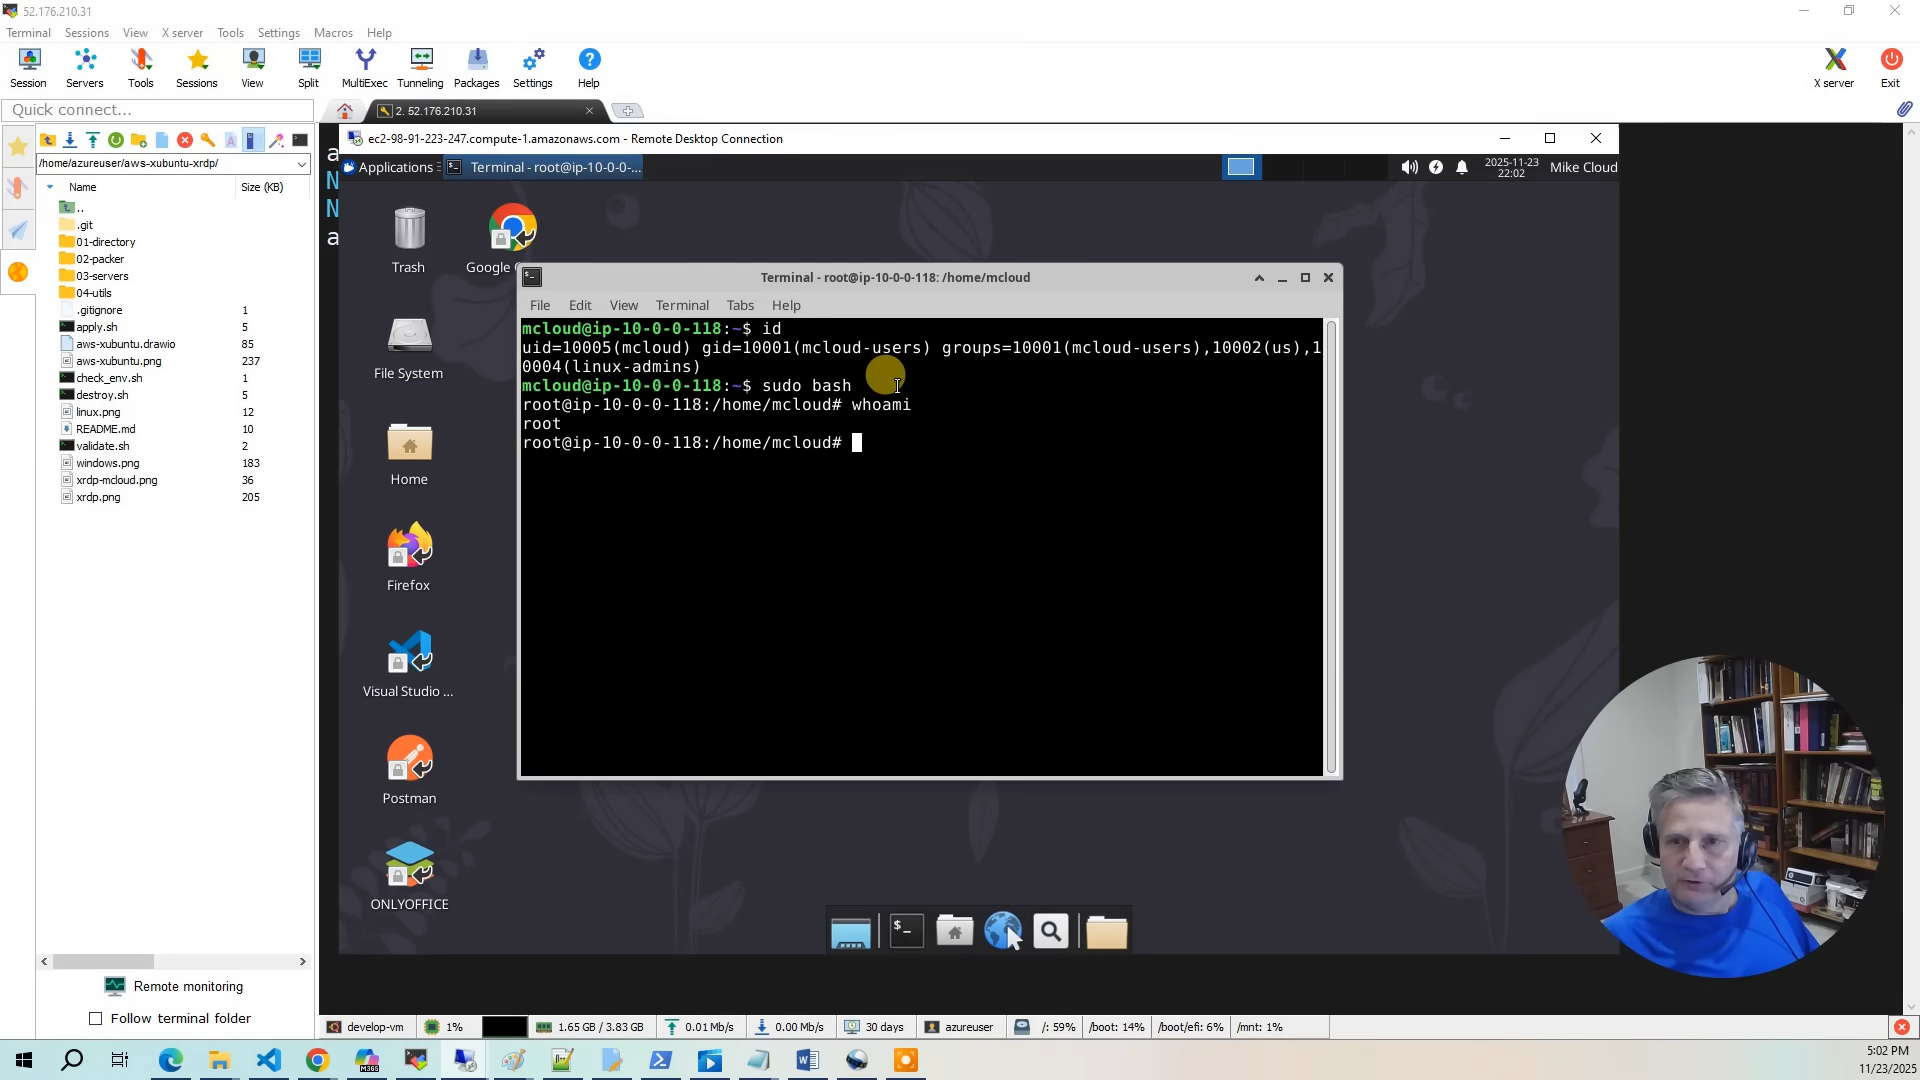 52.176.210.31
Terminal Sessions View X server Tools Settings Macros Help
Session Servers Tools Sessions View Split MultiExec Tunneling Packages Settings Help X server Exit
Quick connect...
2. 52.176.210.31
ec2-98-91-223-247.compute-1.amazonaws.com - Remote Desktop Connection
/home/azureuser/aws-xubuntu-xrdp/
Applications
Terminal - root@ip-10-0-0-...
2025-11-23
22:02
Mike Cloud
Name Size (KB)
..
.git
01-directory
02-packer
03-servers
04-utils
.gitignore 1
apply.sh 5
aws-xubuntu.drawio 85
aws-xubuntu.png 237
check_env.sh 1
destroy.sh 5
linux.png 12
README.md 10
validate.sh 2
windows.png 183
xrdp-mcloud.png 36
xrdp.png 205
a
N
N
a
Trash
Google
File System
Home
Firefox
Visual Studio ...
Postman
ONLYOFFICE
Terminal - root@ip-10-0-0-118: /home/mcloud
File Edit View Terminal Tabs Help
mcloud@ip-10-0-0-118:~$ id
uid=10005(mcloud) gid=10001(mcloud-users) groups=10001(mcloud-users),10002(us),1
0004(linux-admins)
mcloud@ip-10-0-0-118:~$ sudo bash
root@ip-10-0-0-118:/home/mcloud# whoami
root
root@ip-10-0-0-118:/home/mcloud#
Remote monitoring
Follow terminal folder
develop-vm 1% 1.65 GB / 3.83 GB 0.01 Mb/s 0.00 Mb/s 30 days azureuser /: 59% /boot: 14% /boot/efi: 6% /mnt: 1%
M365
5:02 PM
11/23/2025